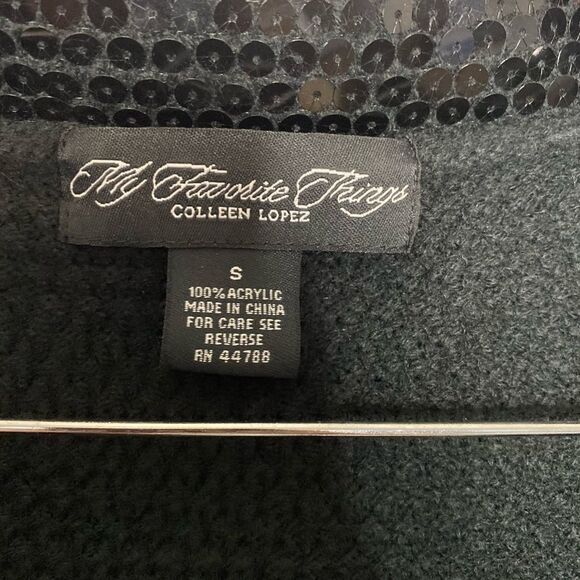 My Favorite Things
COLLEEN LOPEZ
S
100% ACRYLIC
MADE IN CHINA
FOR CARE SEE
REVERSE
RN 44788